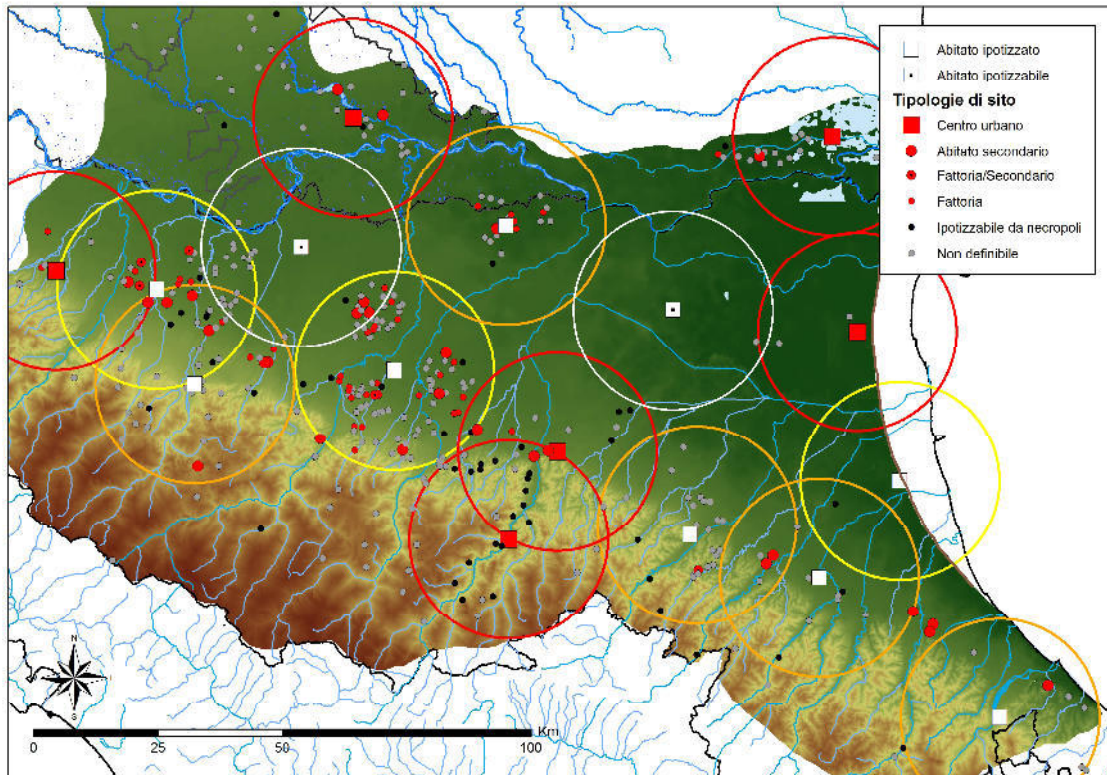 Abitato ipotizzato
Abitato ipotizzabile
Tipologie di sito
Centro urbano
Abitato secondario
Fattoria/Secondario
Fattoria
Ipotizzabile da necropoli
Non definibile
N
S
Km
0 25 50 100